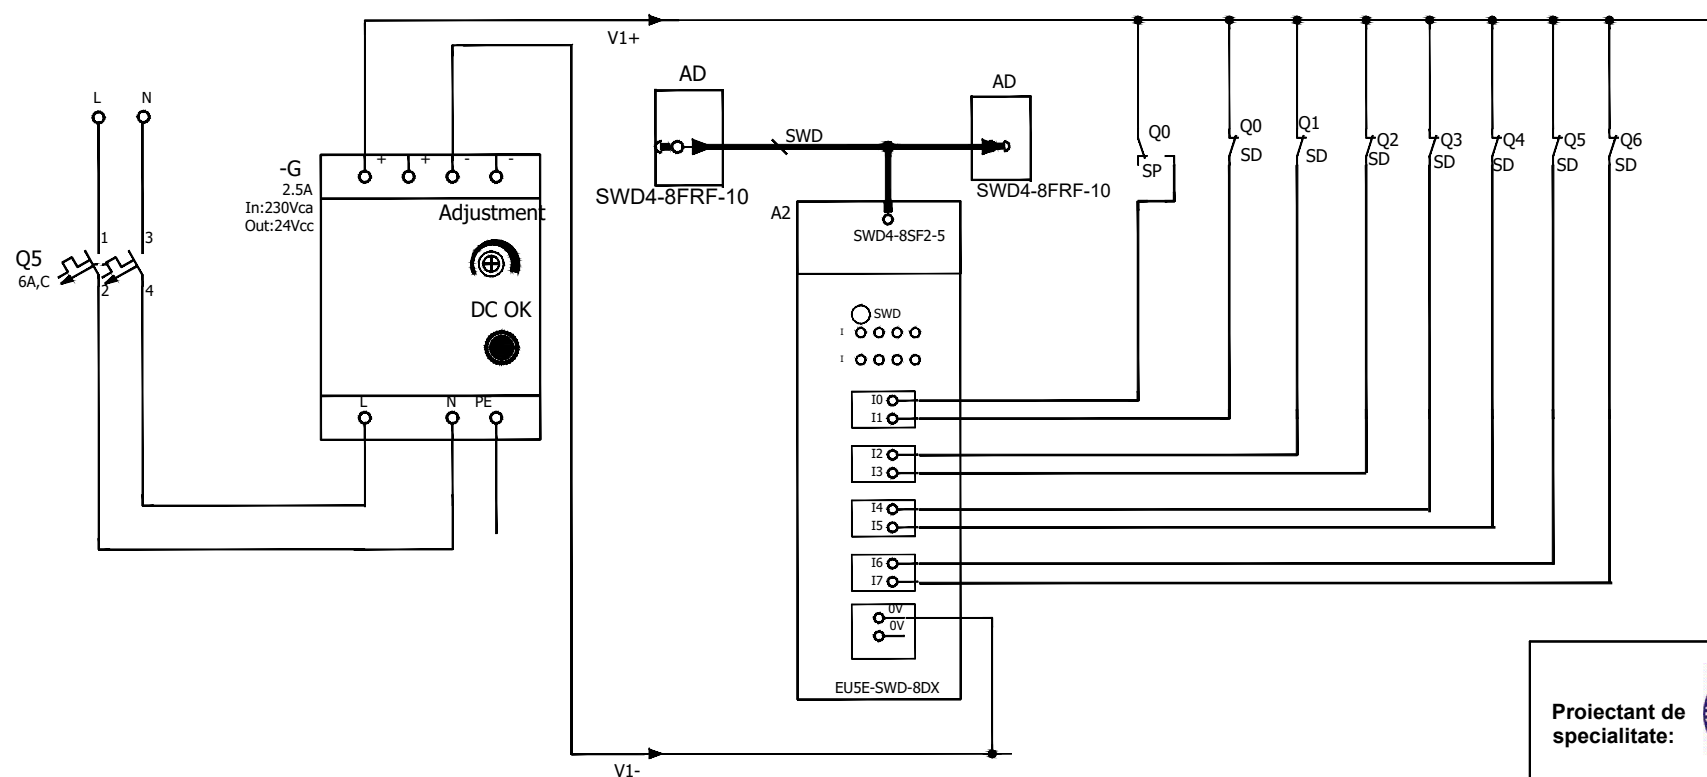 V1+
L
N
Q5
6A,C
1
3
2
4
-G
2.5A
In:230Vca
Out:24Vcc
+
+
-
-
Adjustment
DC OK
L
N
PE
V1-
AD
SWD4-8FRF-10
SWD
AD
SWD4-8FRF-10
A2
SWD4-8SF2-5
SWD
I
I
I0
I1
I2
I3
I4
I5
I6
I7
0V
0V
EU5E-SWD-8DX
Q0
SP
Q0
SD
Q1
SD
Q2
SD
Q3
SD
Q4
SD
Q5
SD
Q6
SD
Proiectant de
specialitate: